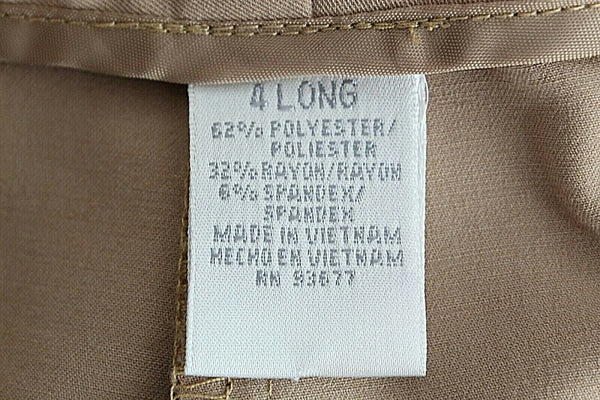 4 LONG
62% POLYESTER/
POLIESTER
32% RAYON/RAYON
6% SPANDEX/
SPANDEX
MADE IN VIETNAM
HECHO EN VIETNAM
RN 93677